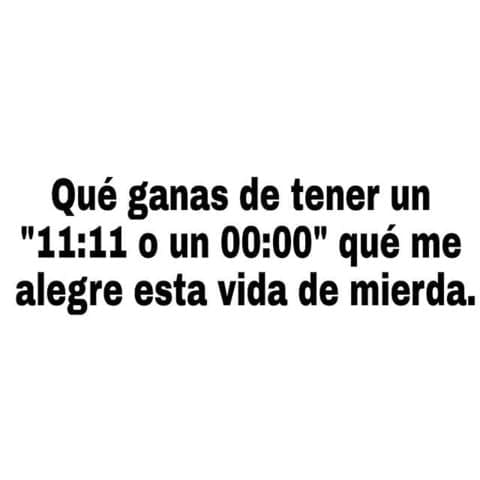 Qué ganas de tener un
"11:11 o un 00:00" qué me
alegre esta vida de mierda.